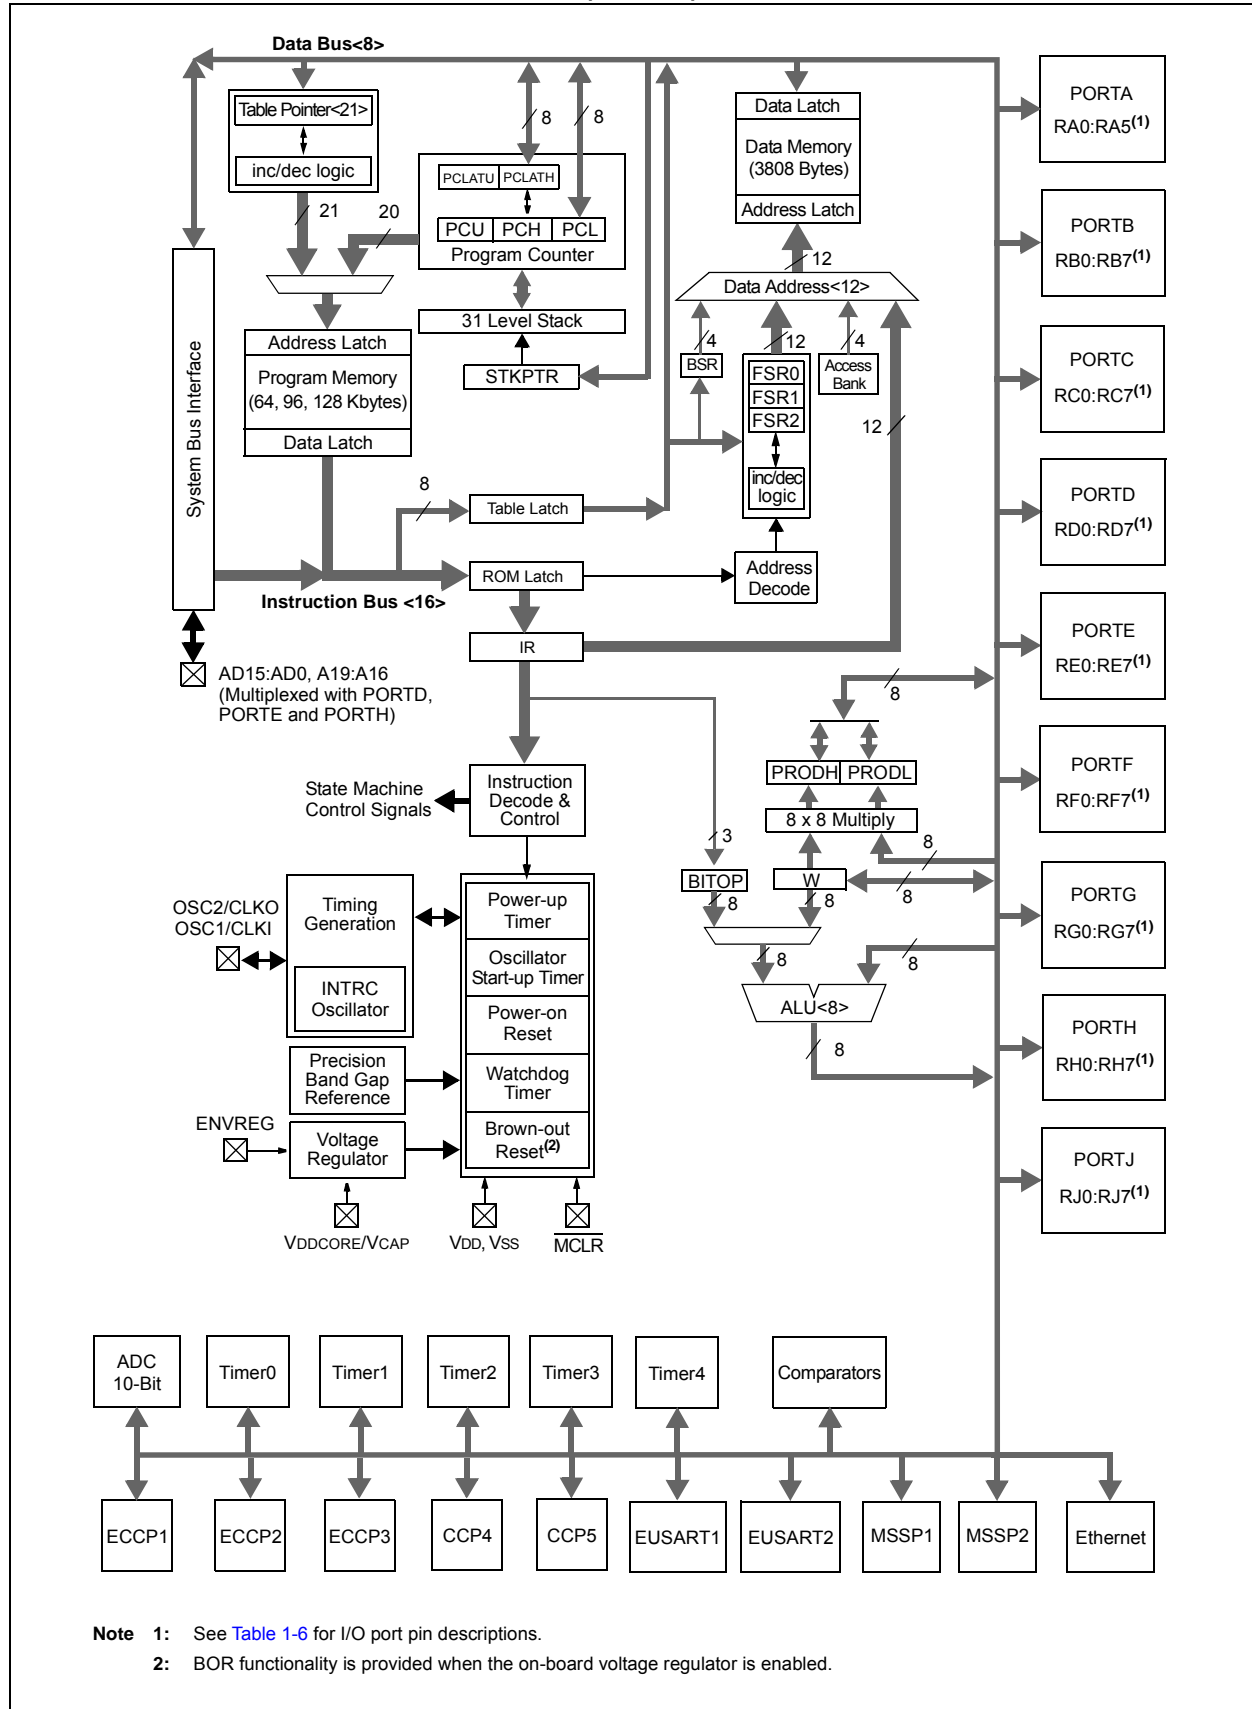 Data Bus<8>
Table Pointer<21>
inc/dec logic
21
20
8
8
PCLATU PCLATH
PCU PCH PCL
Program Counter
31 Level Stack
STKPTR
System Bus Interface
Address Latch
Program Memory
(64, 96, 128 Kbytes)
Data Latch
8
Table Latch
ROM Latch
Instruction Bus <16>
IR
AD15:AD0, A19:A16
(Multiplexed with PORTD,
PORTE and PORTH)
Data Latch
Data Memory
(3808 Bytes)
Address Latch
12
Data Address<12>
4
12
4
BSR
FSR0
FSR1
FSR2
inc/dec
logic
Access
Bank
12
Address
Decode
8
PRODH PRODL
8 x 8 Multiply
3
8
BITOP
W
8
8
8
8
8
ALU<8>
8
State Machine
Control Signals
Instruction
Decode &
Control
OSC2/CLKO
OSC1/CLKI
Timing
Generation
INTRC
Oscillator
Power-up
Timer
Oscillator
Start-up Timer
Power-on
Reset
Watchdog
Timer
Brown-out
Reset(2)
Precision
Band Gap
Reference
ENVREG
Voltage
Regulator
VDDCORE/VCAP
VDD, VSS
MCLR
PORTA
RA0:RA5(1)
PORTB
RB0:RB7(1)
PORTC
RC0:RC7(1)
PORTD
RD0:RD7(1)
PORTE
RE0:RE7(1)
PORTF
RF0:RF7(1)
PORTG
RG0:RG7(1)
PORTH
RH0:RH7(1)
PORTJ
RJ0:RJ7(1)
ADC
10-Bit
Timer0
Timer1
Timer2
Timer3
Timer4
Comparators
ECCP1
ECCP2
ECCP3
CCP4
CCP5
EUSART1
EUSART2
MSSP1
MSSP2
Ethernet
Note 1: See Table 1-6 for I/O port pin descriptions.
2: BOR functionality is provided when the on-board voltage regulator is enabled.